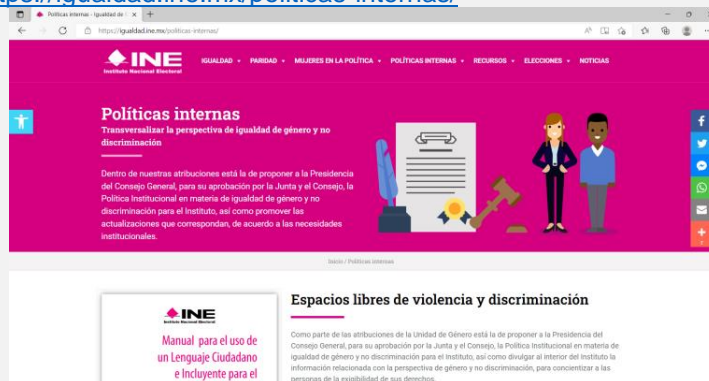 tps://igualdad.ine.mx/politicas-internas/
Políticas internas - Igualdad de
https://igualdad.ine.mx/politicas-internas/
INE
Instituto Nacional Electoral
IGUALDAD PARIDAD MUJERES EN LA POLÍTICA POLÍTICAS INTERNAS RECURSOS ELECCIONES NOTICIAS
Políticas internas
Transversalizar la perspectiva de igualdad de género y no
discriminación
Dentro de nuestras atribuciones está la de proponer a la Presidencia
del Consejo General, para su aprobación por la Junta y el Consejo, la
Política Institucional en materia de igualdad de género y no
discriminación para el Instituto, así como promover las
actualizaciones que correspondan, de acuerdo a las necesidades
institucionales.
Inicio / Políticas internas
INE
Instituto Nacional Electoral
Manual para el uso de
un Lenguaje Ciudadano
e Incluyente para el
Espacios libres de violencia y discriminación
Como parte de las atribuciones de la Unidad de Género está la de proponer a la Presidencia del
Consejo General, para su aprobación por la Junta y el Consejo, la Política Institucional en materia de
igualdad de género y no discriminación para el Instituto, así como divulgar al interior del Instituto la
información relacionada con la perspectiva de género y no discriminación, para concientizar a las
personas de la exigibilidad de sus derechos.